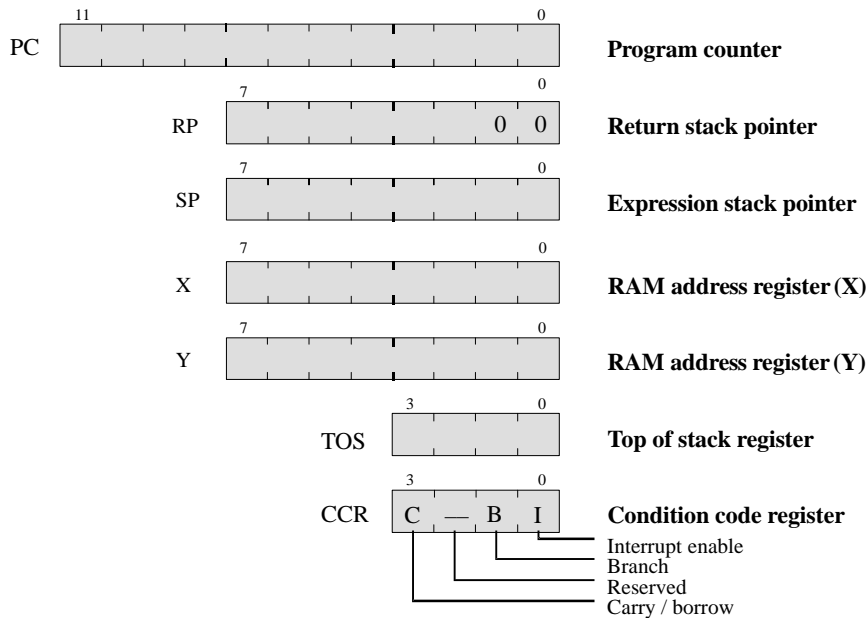 11 0
PC Program counter
7 0
RP 0 0 Return stack pointer
7 0
SP Expression stack pointer
7 0
X RAM address register (X)
7 0
Y RAM address register (Y)
3 0
TOS Top of stack register
3 0
CCR C — B I Condition code register
Interrupt enable
Branch
Reserved
Carry / borrow